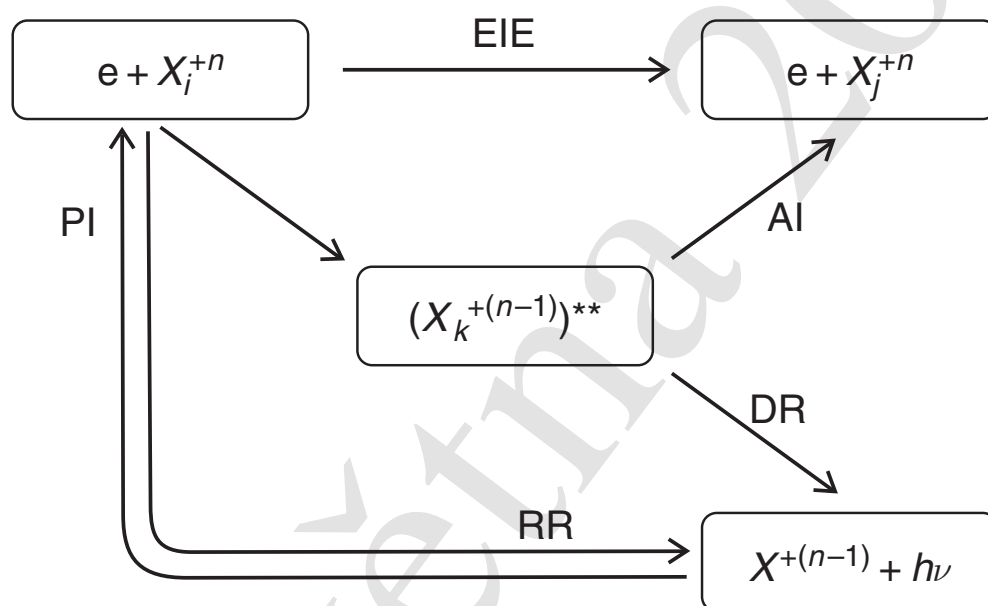 EIE
e + X_i^{+n}
e + X_j^{+n}
PI
AI
(X_k^{+(n−1)})**
DR
RR
X^{+(n−1)} + hν